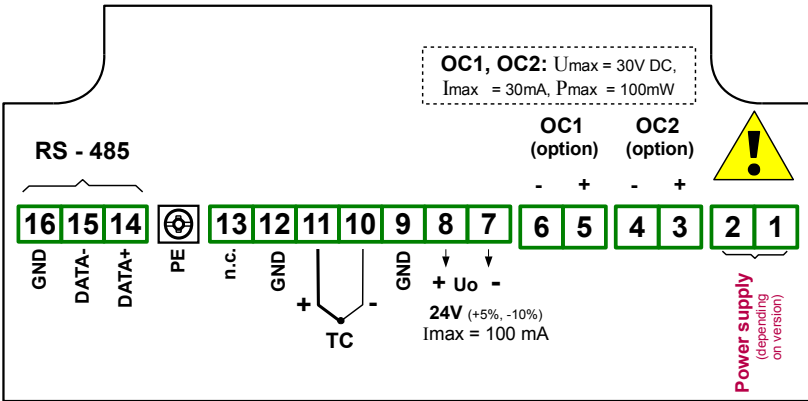 OC1, OC2: Umax = 30V DC,
Imax = 30mA, Pmax = 100mW
OC1
(option)
OC2
(option)
RS - 485
- +
- +
16 15 14
13 12 11 10 9 8 7
6 5
4 3
2 1
GND
DATA-
DATA+
PE
n.c.
GND
+ -
TC
GND
+ Uo -
24V (+5%, -10%)
Imax = 100 mA
Power supply
(depending
on version)